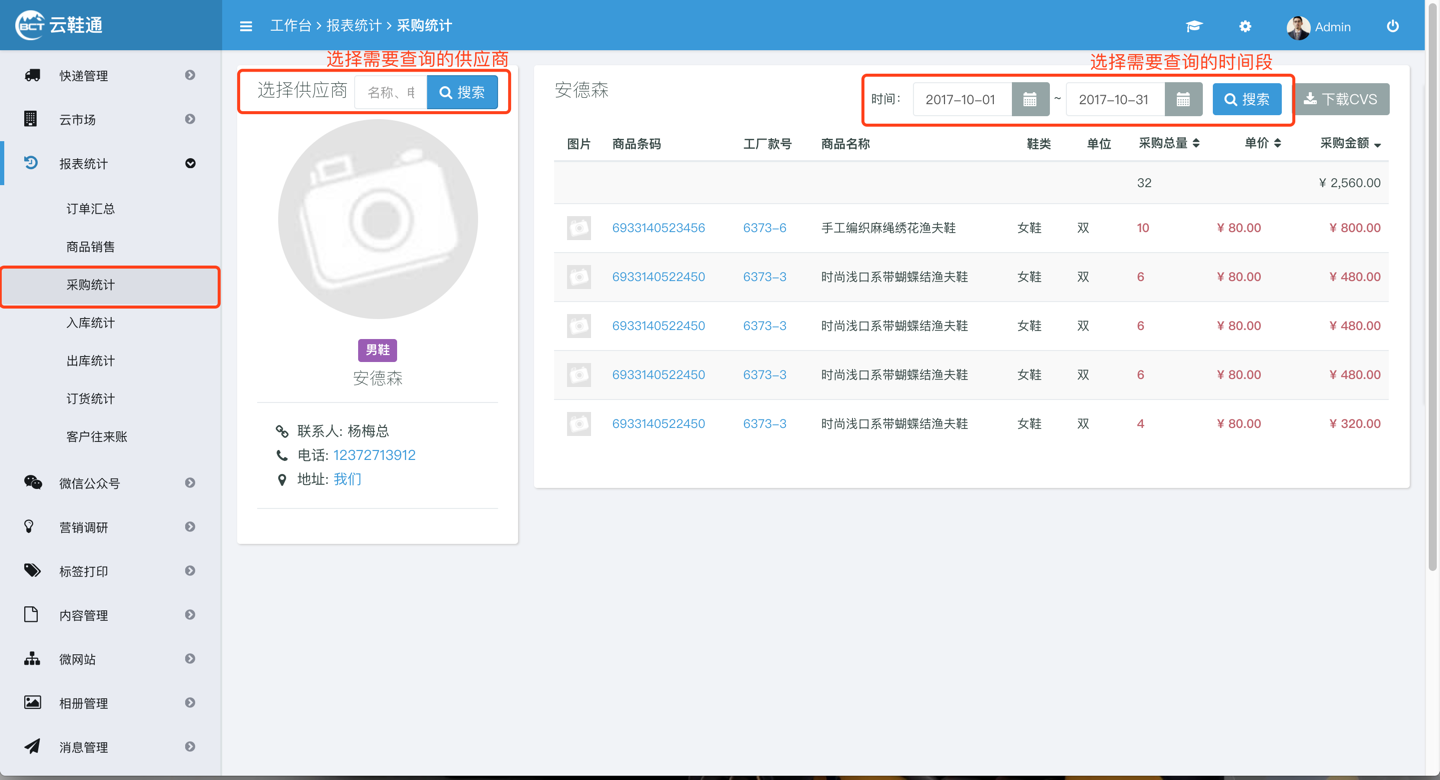 BCT 云鞋通
工作台 > 报表统计 > 采购统计
Admin
快递管理
云市场
报表统计
订单汇总
商品销售
采购统计
入库统计
出库统计
订货统计
客户往来账
微信公众号
营销调研
标签打印
内容管理
微网站
相册管理
消息管理
选择需要查询的供应商
选择供应商 名称、 搜索
男鞋
安德森
联系人: 杨梅总
电话: 12372713912
地址: 我们
选择需要查询的时间段
安德森
时间: 2017-10-01 ~ 2017-10-31 搜索 下载CVS
图片 商品条码 工厂款号 商品名称 鞋类 单位 采购总量 单价 采购金额
32 ¥ 2,560.00
6933140523456 6373-6 手工编织麻绳绣花渔夫鞋 女鞋 双 10 ¥ 80.00 ¥ 800.00
6933140522450 6373-3 时尚浅口系带蝴蝶结渔夫鞋 女鞋 双 6 ¥ 80.00 ¥ 480.00
6933140522450 6373-3 时尚浅口系带蝴蝶结渔夫鞋 女鞋 双 6 ¥ 80.00 ¥ 480.00
6933140522450 6373-3 时尚浅口系带蝴蝶结渔夫鞋 女鞋 双 6 ¥ 80.00 ¥ 480.00
6933140522450 6373-3 时尚浅口系带蝴蝶结渔夫鞋 女鞋 双 4 ¥ 80.00 ¥ 320.00